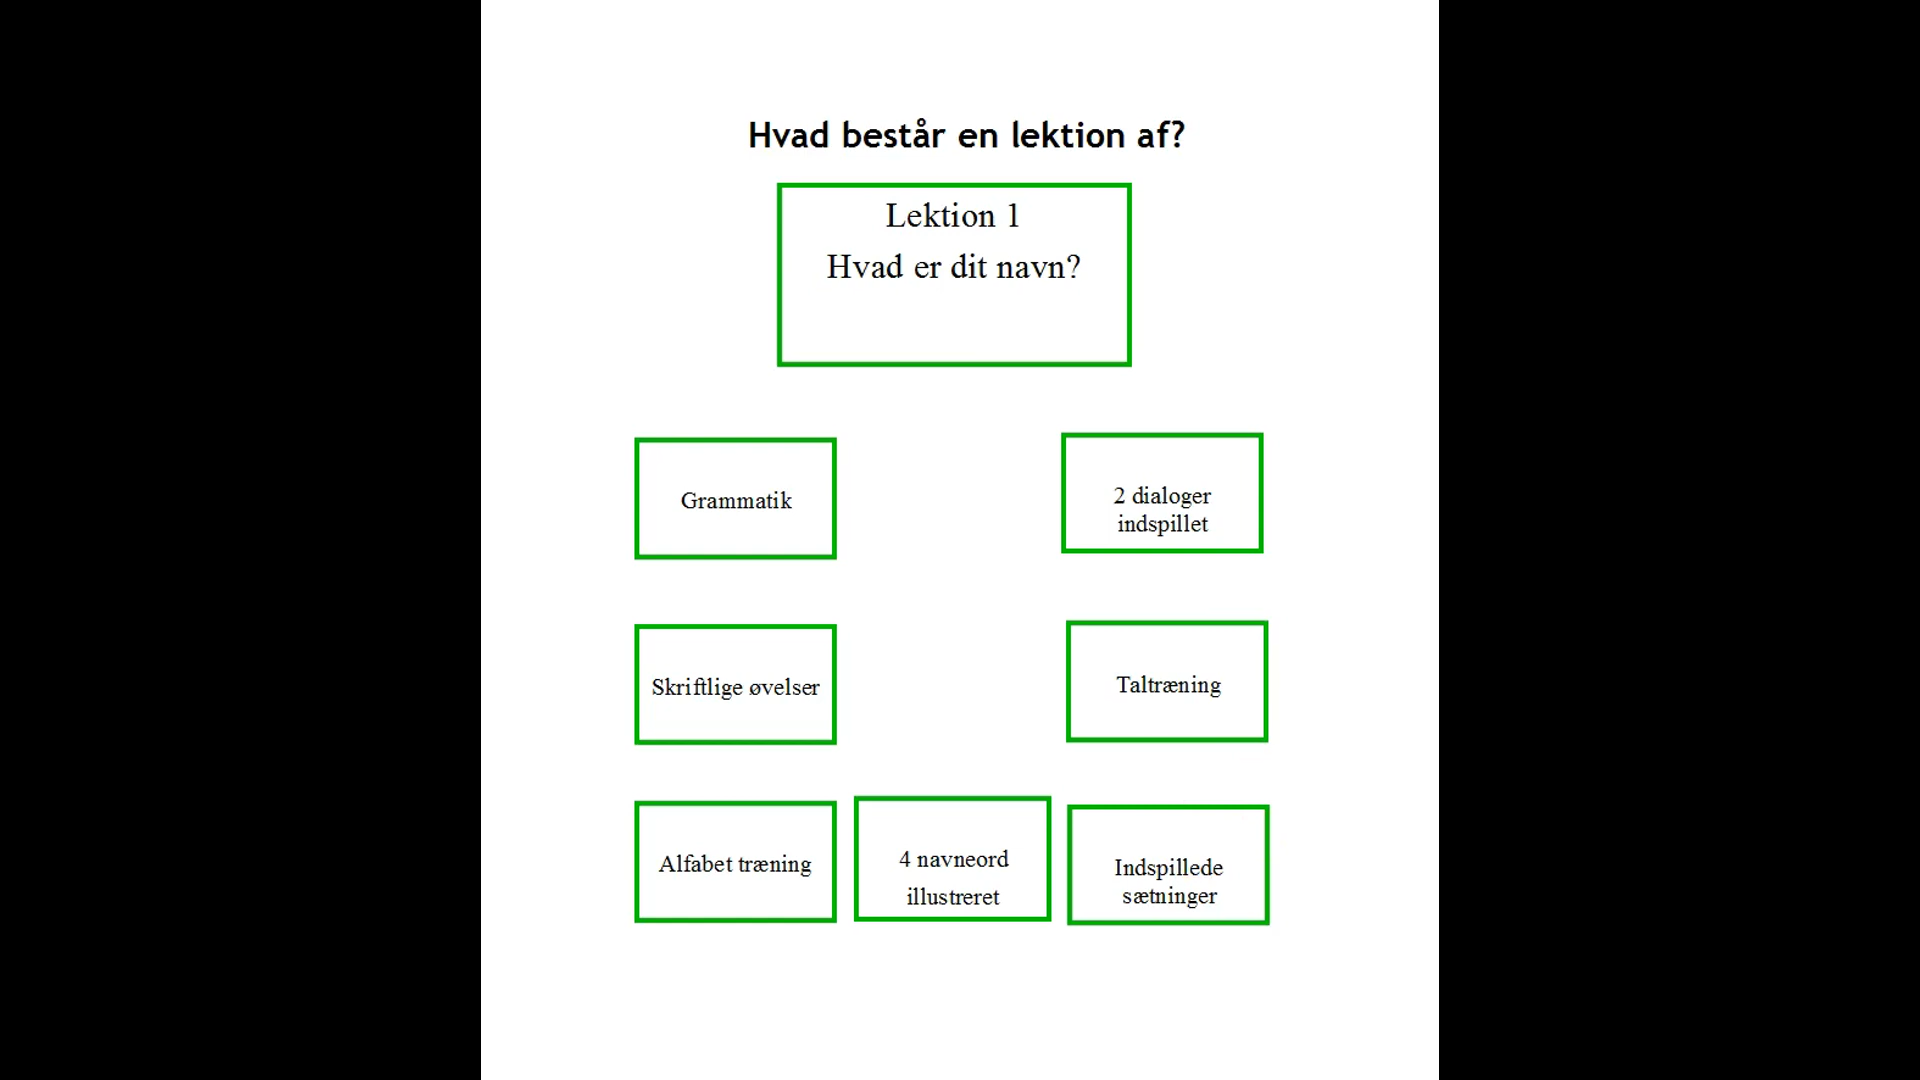 Hvad består en lektion af?
Lektion 1
Hvad er dit navn?
Grammatik
2 dialoger
indspillet
Skriftlige øvelser
Taltræning
Alfabet træning
4 navneord
illustreret
Indspillede
sætninger